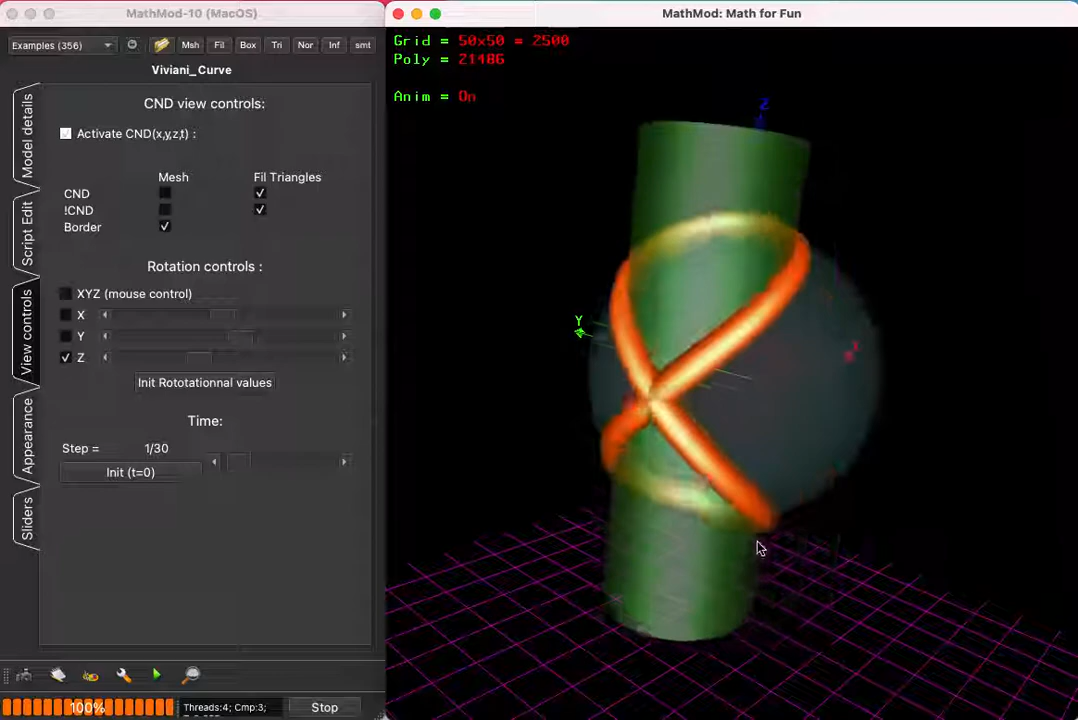 MathMod-10 (MacOS)
Examples (356)
Msh
Fil
Box
Tri
Nor
Inf
smt
Viviani_Curve
Model details
Script Edit
View controls
Appearance
Sliders
CND view controls:
Activate CND(x,y,z,t) :
Mesh Fil Triangles
CND
!CND
Border
Rotation controls :
XYZ (mouse control)
X
Y
Z
Init Rototationnal values
Time:
Step = 1/30
Init (t=0)
100%
Threads:4; Cmp:3;
Stop
MathMod: Math for Fun
Grid = 50x50 = 2500
Poly = 21486
Anim = On
Z
Y
X